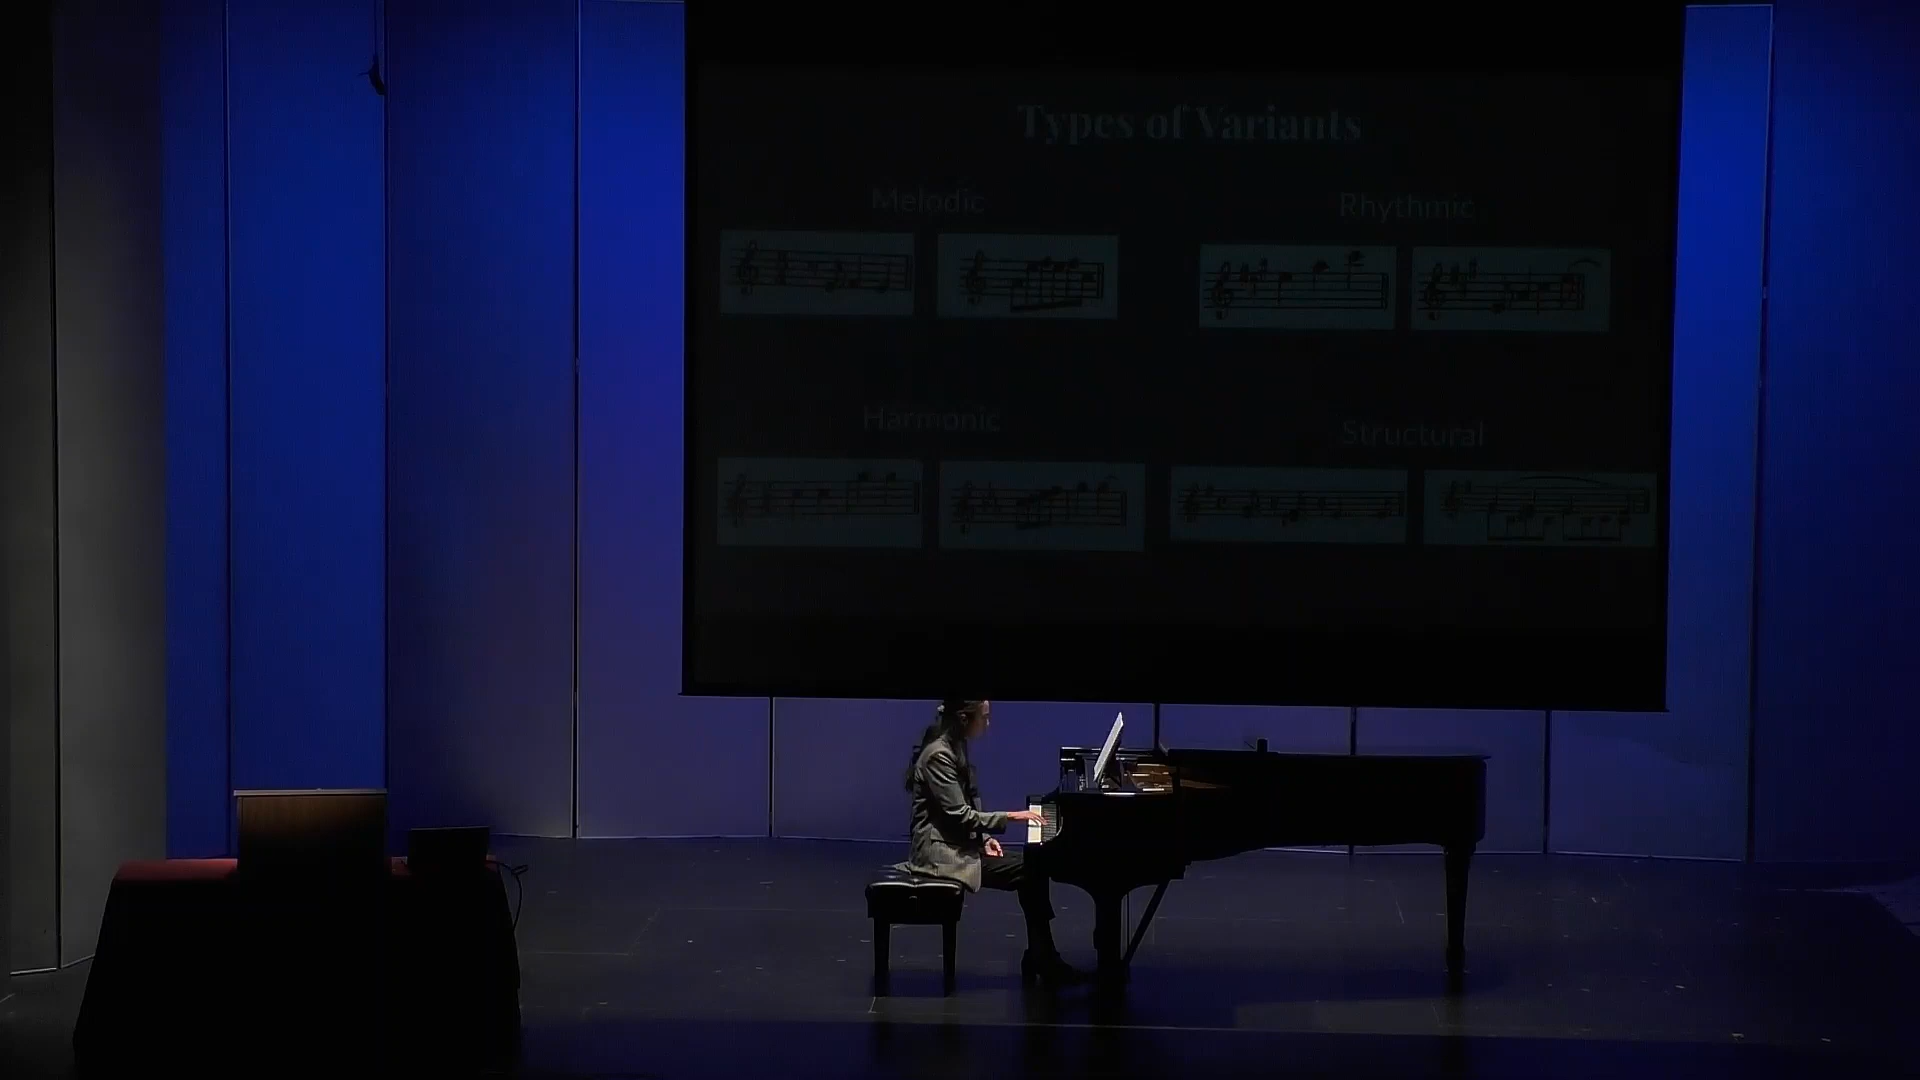 Types of Variants
Melodic
Rhythmic
Harmonic
Structural